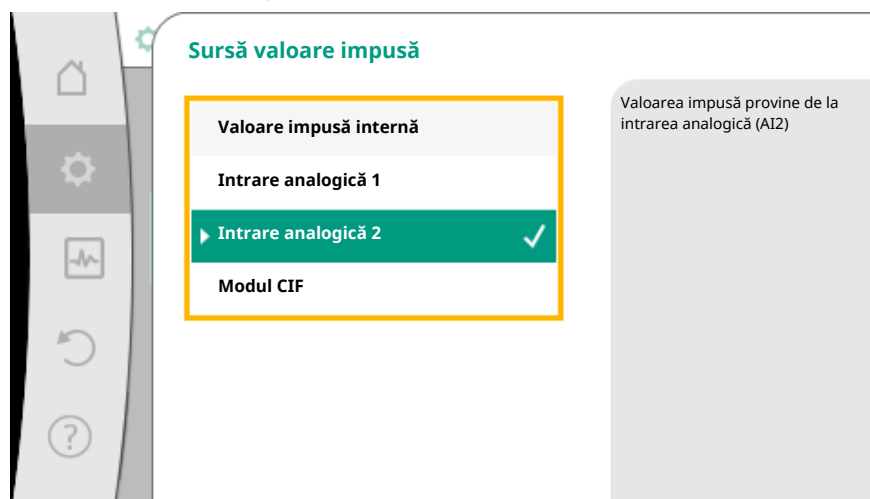 Sursă valoare impusă
Valoare impusă internă
Intrare analogică 1
Intrare analogică 2
Modul CIF
Valoarea impusă provine de la
intrarea analogică (AI2)